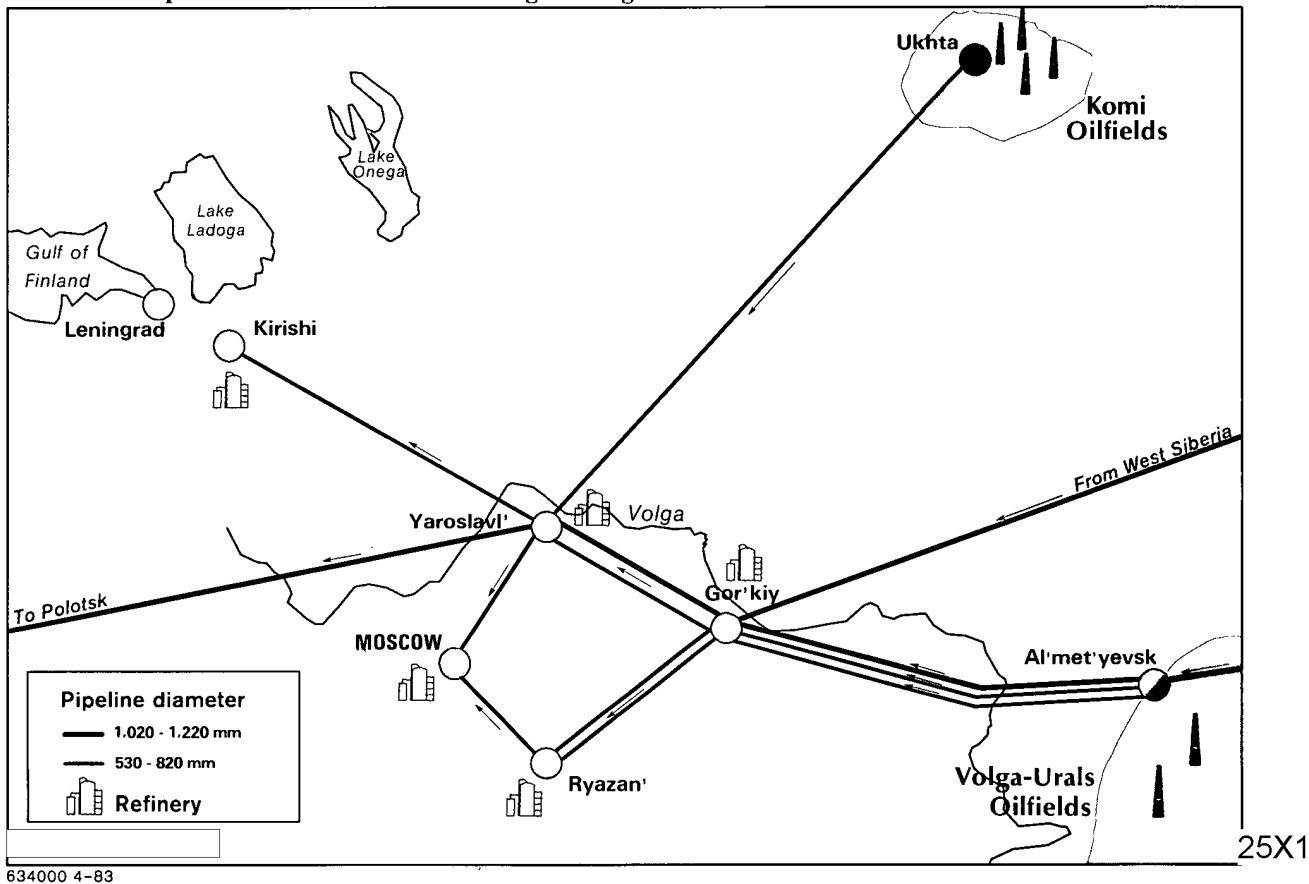 Ukhta
Komi
Oilfields
Lake
Onega
Lake
Ladoga
Gulf of
Finland
Leningrad
Kirishi
From West Siberia
Yaroslavl'
Volga
Gor'kiy
To Polotsk
MOSCOW
Al'met'yevsk
Pipeline diameter
1.020 - 1.220 mm
530 - 820 mm
Refinery
Ryazan'
Volga-Urals
Oilfields
25X1
634000 4-83